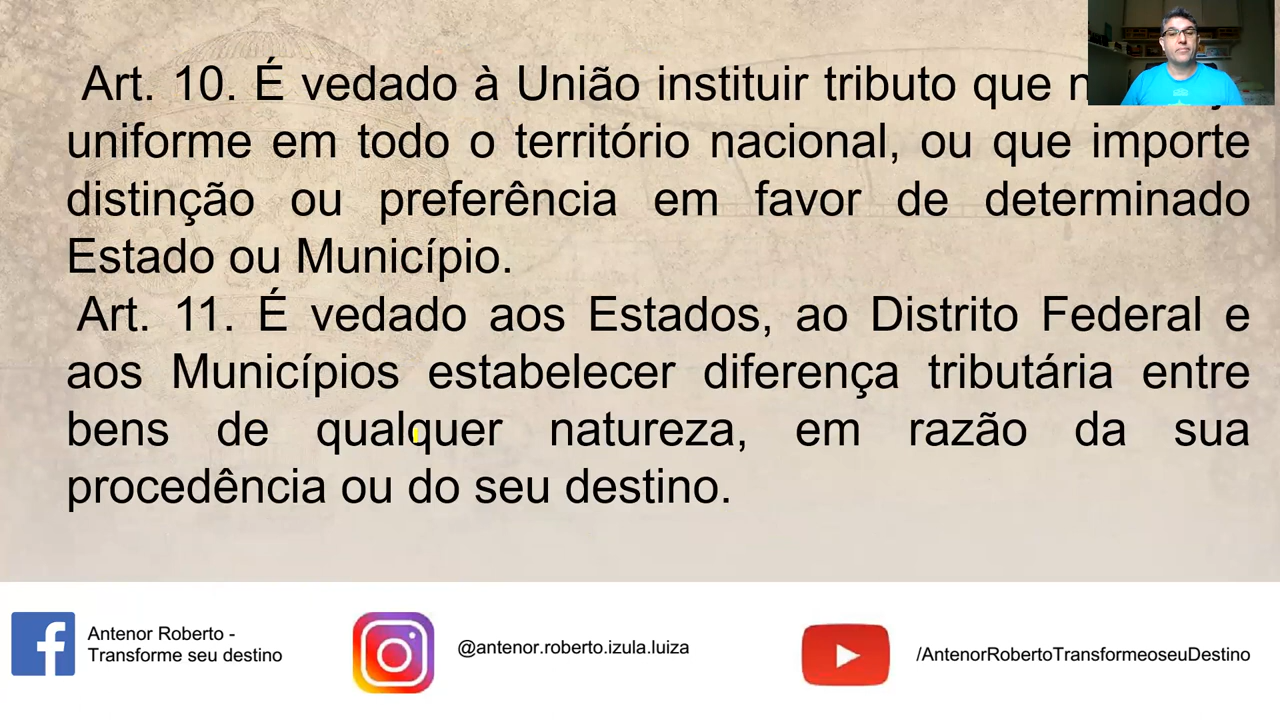 Art. 10. É vedado à União instituir tributo que
uniforme em todo o território nacional, ou que importe
distinção ou preferência em favor de determinado
Estado ou Município.
Art. 11. É vedado aos Estados, ao Distrito Federal e
aos Municípios estabelecer diferença tributária entre
bens de qualquer natureza, em razão da sua
procedência ou do seu destino.
Antenor Roberto -
Transforme seu destino
@antenor.roberto.izula.luiza
/AntenorRobertoTransformeoseuDestino